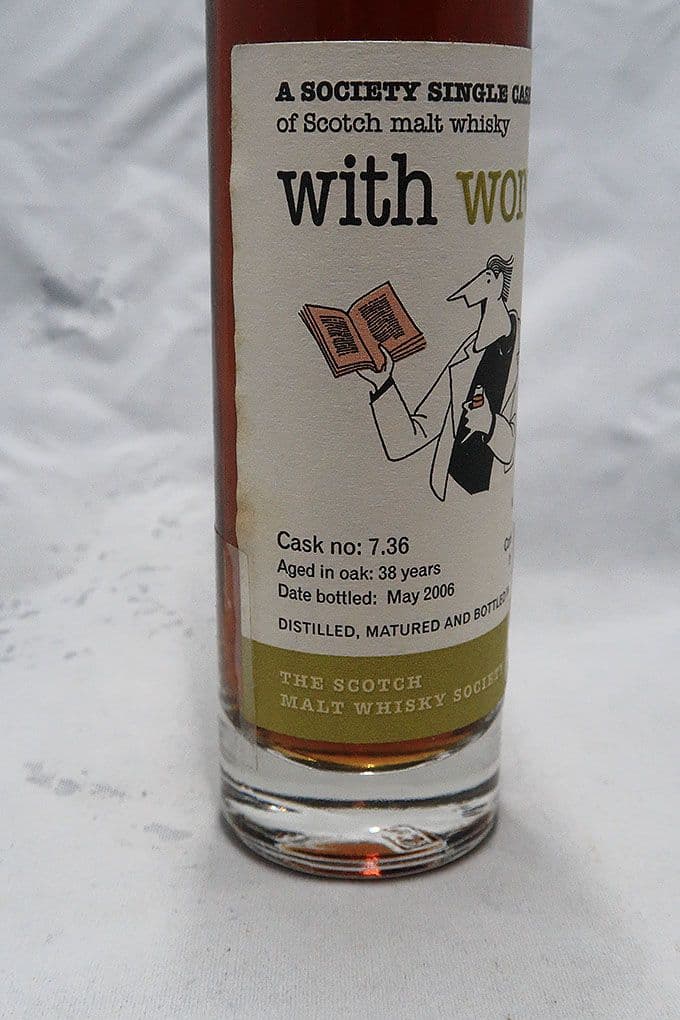 A SOCIETY SINGLE CAS
of Scotch malt whisky
with wor
Cask no: 7.36
Aged in oak: 38 years
Date bottled: May 2006
DISTILLED, MATURED AND BOTTLED
THE SCOTCH
MALT WHISKY SOCIETY